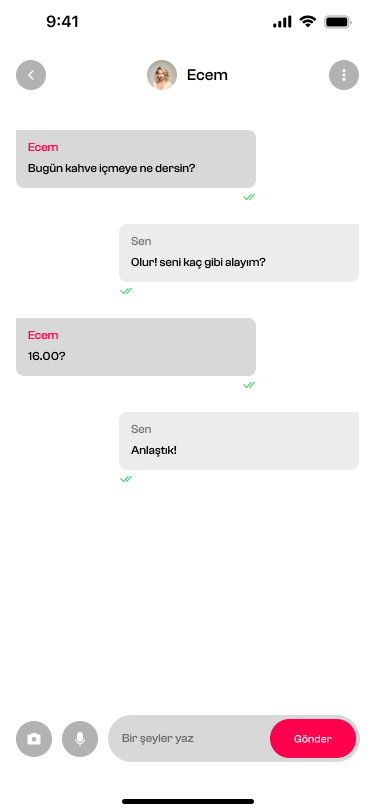 9:41
Ecem
Ecem
Bugün kahve içmeye ne dersin?
Sen
Olur! seni kaç gibi alayım?
Ecem
16.00?
Sen
Anlaştık!
Bir şeyler yaz
Gönder